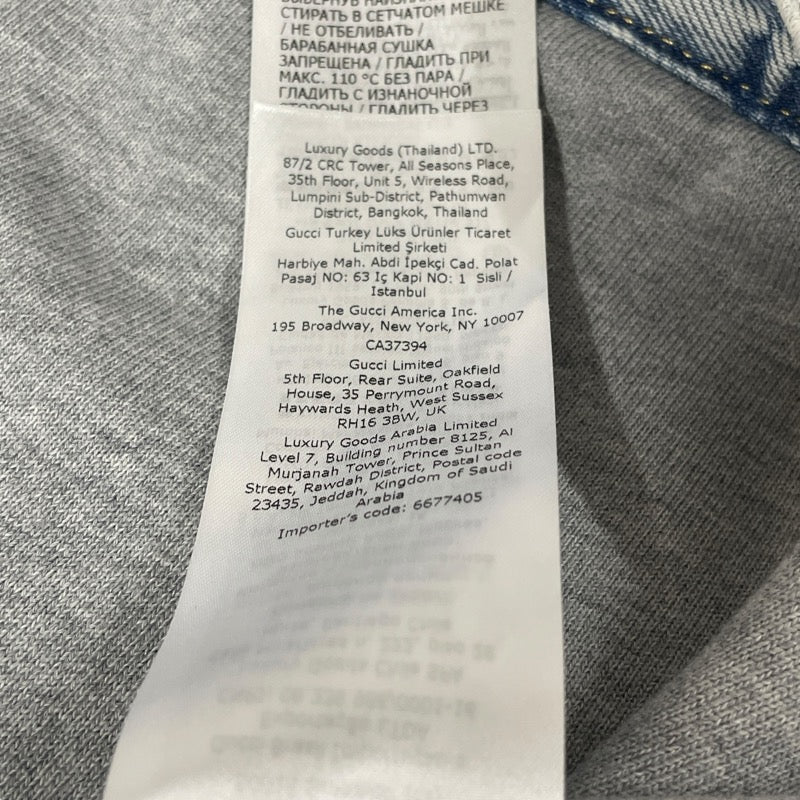 СТИРАТЬ В СЕТЧАТОМ МЕШКЕ
/ НЕ ОТБЕЛИВАТЬ /
БАРАБАННАЯ СУШКА
ЗАПРЕЩЕНА / ГЛАДИТЬ ПРИ
МАКС. 110 °C БЕЗ ПАРА /
ГЛАДИТЬ С ИЗНАНОЧНОЙ
СТОРОНЫ / ГЛАДИТЬ ЧЕРЕЗ
Luxury Goods (Thailand) LTD.
87/2 CRC Tower, All Seasons Place,
35th Floor, Unit 5, Wireless Road,
Lumpini Sub-District, Pathumwan
District, Bangkok, Thailand
Gucci Turkey Lüks Ürünler Ticaret
Limited Şirketi
Harbiye Mah. Abdi İpekçi Cad. Polat
Pasaj NO: 63 Iç Kapi NO: 1 Sisli /
Istanbul
The Gucci America Inc.
195 Broadway, New York, NY 10007
CA37394
Gucci Limited
5th Floor, Rear Suite, Oakfield
House, 35 Perrymount Road,
Haywards Heath, West Sussex
RH16 3BW, UK
Luxury Goods Arabia Limited
Level 7, Building number 8125, Al
Murjanah Tower, Prince Sultan
Street, Rawdah District, Postal code
23435, Jeddah, Kingdom of Saudi
Arabia
Importer's code: 6677405